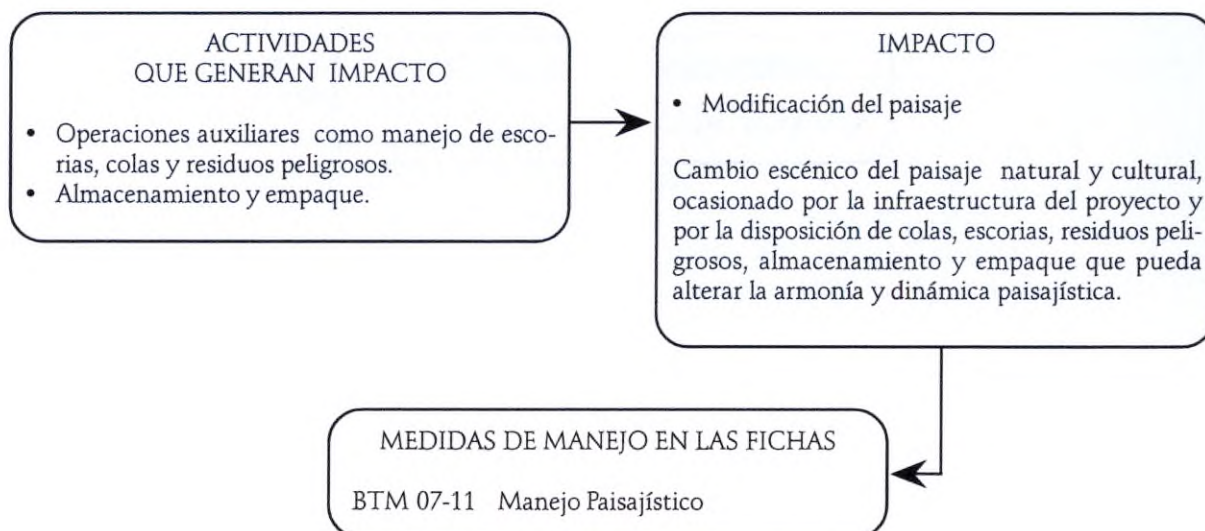 ACTIVIDADES
QUE GENERAN IMPACTO
• Operaciones auxiliares como manejo de esco-
rias, colas y residuos peligrosos.
• Almacenamiento y empaque.
IMPACTO
• Modificación del paisaje
Cambio escénico del paisaje natural y cultural,
ocasionado por la infraestructura del proyecto y
por la disposición de colas, escorias, residuos peli-
grosos, almacenamiento y empaque que pueda
alterar la armonía y dinámica paisajística.
MEDIDAS DE MANEJO EN LAS FICHAS
BTM 07-11 Manejo Paisajístico